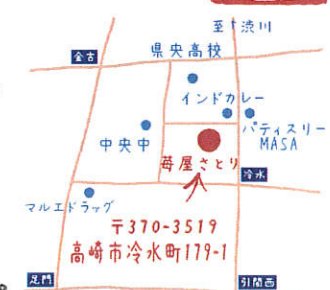 至↑渋川
金古
県央高校
インドカレー
パティスリー
MASA
中央中
苺屋さとり
冷水
マルエドラッグ
〒370-3519
高崎市冷水町179-1
足門
引間西